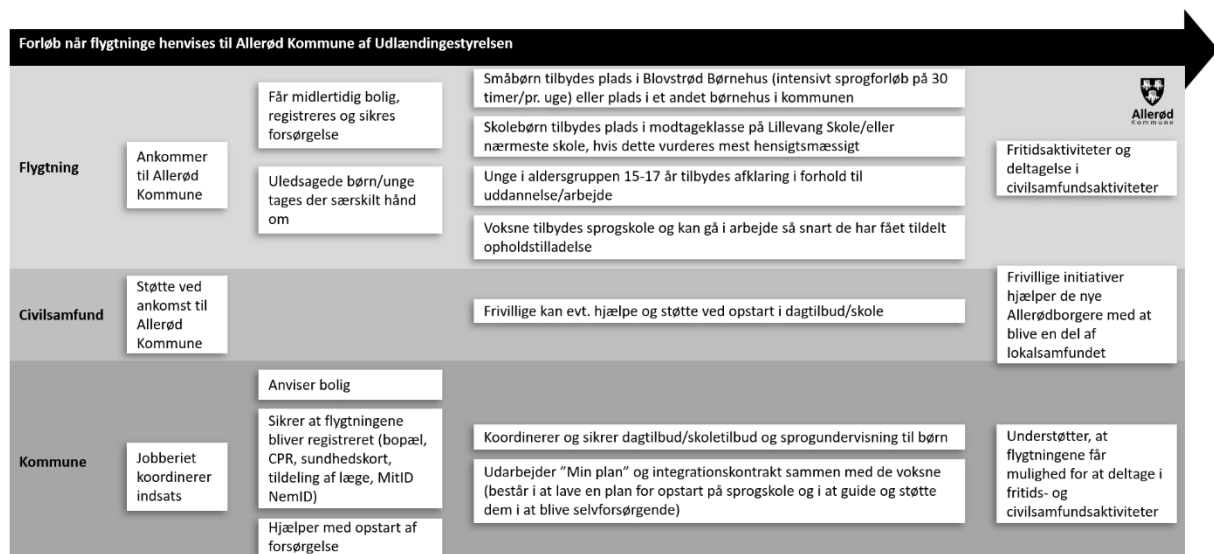 Forløb når flygtninge henvises til Allerød Kommune af Udlændingestyrelsen
Flygtning
Ankommer
til Allerød
Kommune
Får midlertidig bolig,
registreres og sikres
forsørgelse
Uledsagede børn/unge
tages der særskilt hånd
om
Småbørn tilbydes plads i Blovstrød Børnehus (intensivt sprogforløb på 30
timer/pr. uge) eller plads i et andet børnehus i kommunen
Skolebørn tilbydes plads i modtageklasse på Lillevang Skole/eller
nærmeste skole, hvis dette vurderes mest hensigtsmæssigt
Unge i aldersgruppen 15-17 år tilbydes afklaring i forhold til
uddannelse/arbejde
Voksne tilbydes sprogskole og kan gå i arbejde så snart de har fået tildelt
opholdstilladelse
Allerød
Kommune
Fritidsaktiviteter og
deltagelse i
civilsamfundsaktiviteter
Civilsamfund
Støtte ved
ankomst til
Allerød
Kommune
Frivillige kan evt. hjælpe og støtte ved opstart i dagtilbud/skole
Frivillige initiativer
hjælper de nye
Allerødborgere med at
blive en del af
lokalsamfundet
Kommune
Jobberiet
koordinerer
indsats
Anviser bolig
Sikrer at flygtningene
bliver registreret (bopæl,
CPR, sundhedskort,
tildeling af læge, MitID
NemID)
Hjælper med opstart af
forsørgelse
Koordinerer og sikrer dagtilbud/skoletilbud og sprogundervisning til børn
Udarbejder ”Min plan” og integrationskontrakt sammen med de voksne
(består i at lave en plan for opstart på sprogskole og i at guide og støtte
dem i at blive selvforsørgende)
Understøtter, at
flygtningene får
mulighed for at deltage i
fritids- og
civilsamfundsaktiviteter